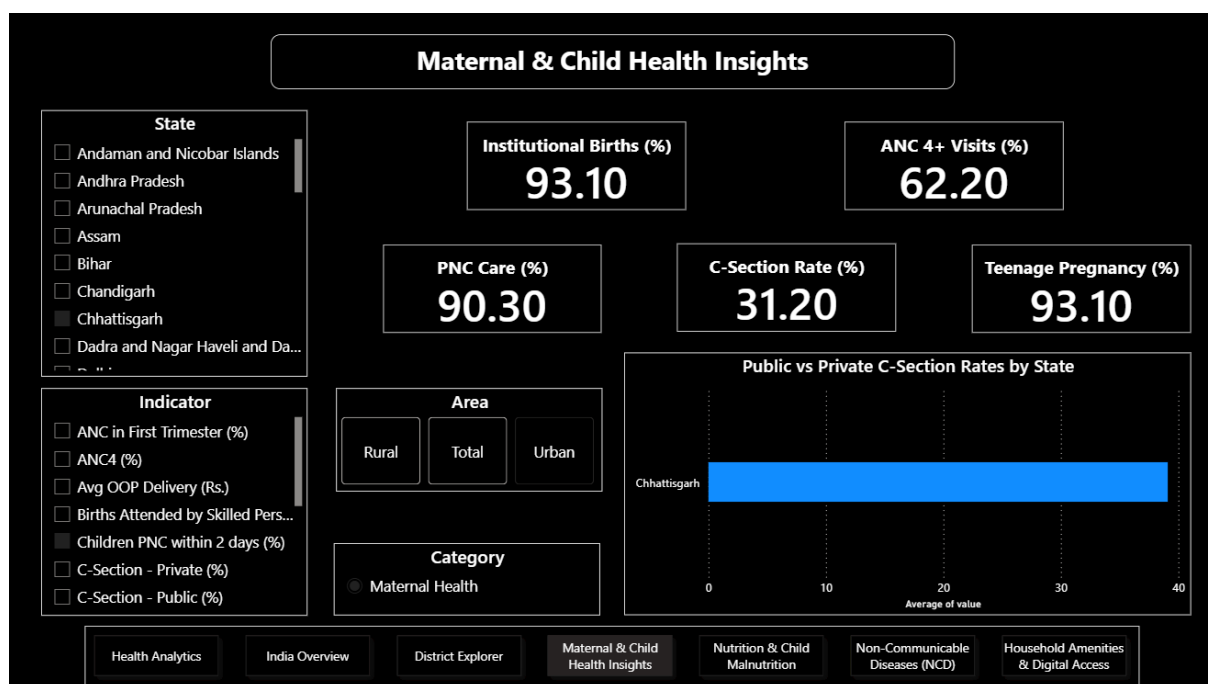 Maternal & Child Health Insights
State
Andaman and Nicobar Islands
Andhra Pradesh
Arunachal Pradesh
Assam
Bihar
Chandigarh
Chhattisgarh
Dadra and Nagar Haveli and Da...
Institutional Births (%)
93.10
ANC 4+ Visits (%)
62.20
PNC Care (%)
90.30
C-Section Rate (%)
31.20
Teenage Pregnancy (%)
93.10
Indicator
ANC in First Trimester (%)
ANC4 (%)
Avg OOP Delivery (Rs.)
Births Attended by Skilled Pers...
Children PNC within 2 days (%)
C-Section - Private (%)
C-Section - Public (%)
Area
Rural
Total
Urban
Category
Maternal Health
Public vs Private C-Section Rates by State
Chhattisgarh
0
10
20
30
40
Average of value
Health Analytics
India Overview
District Explorer
Maternal & Child
Health Insights
Nutrition & Child
Malnutrition
Non-Communicable
Diseases (NCD)
Household Amenities
& Digital Access